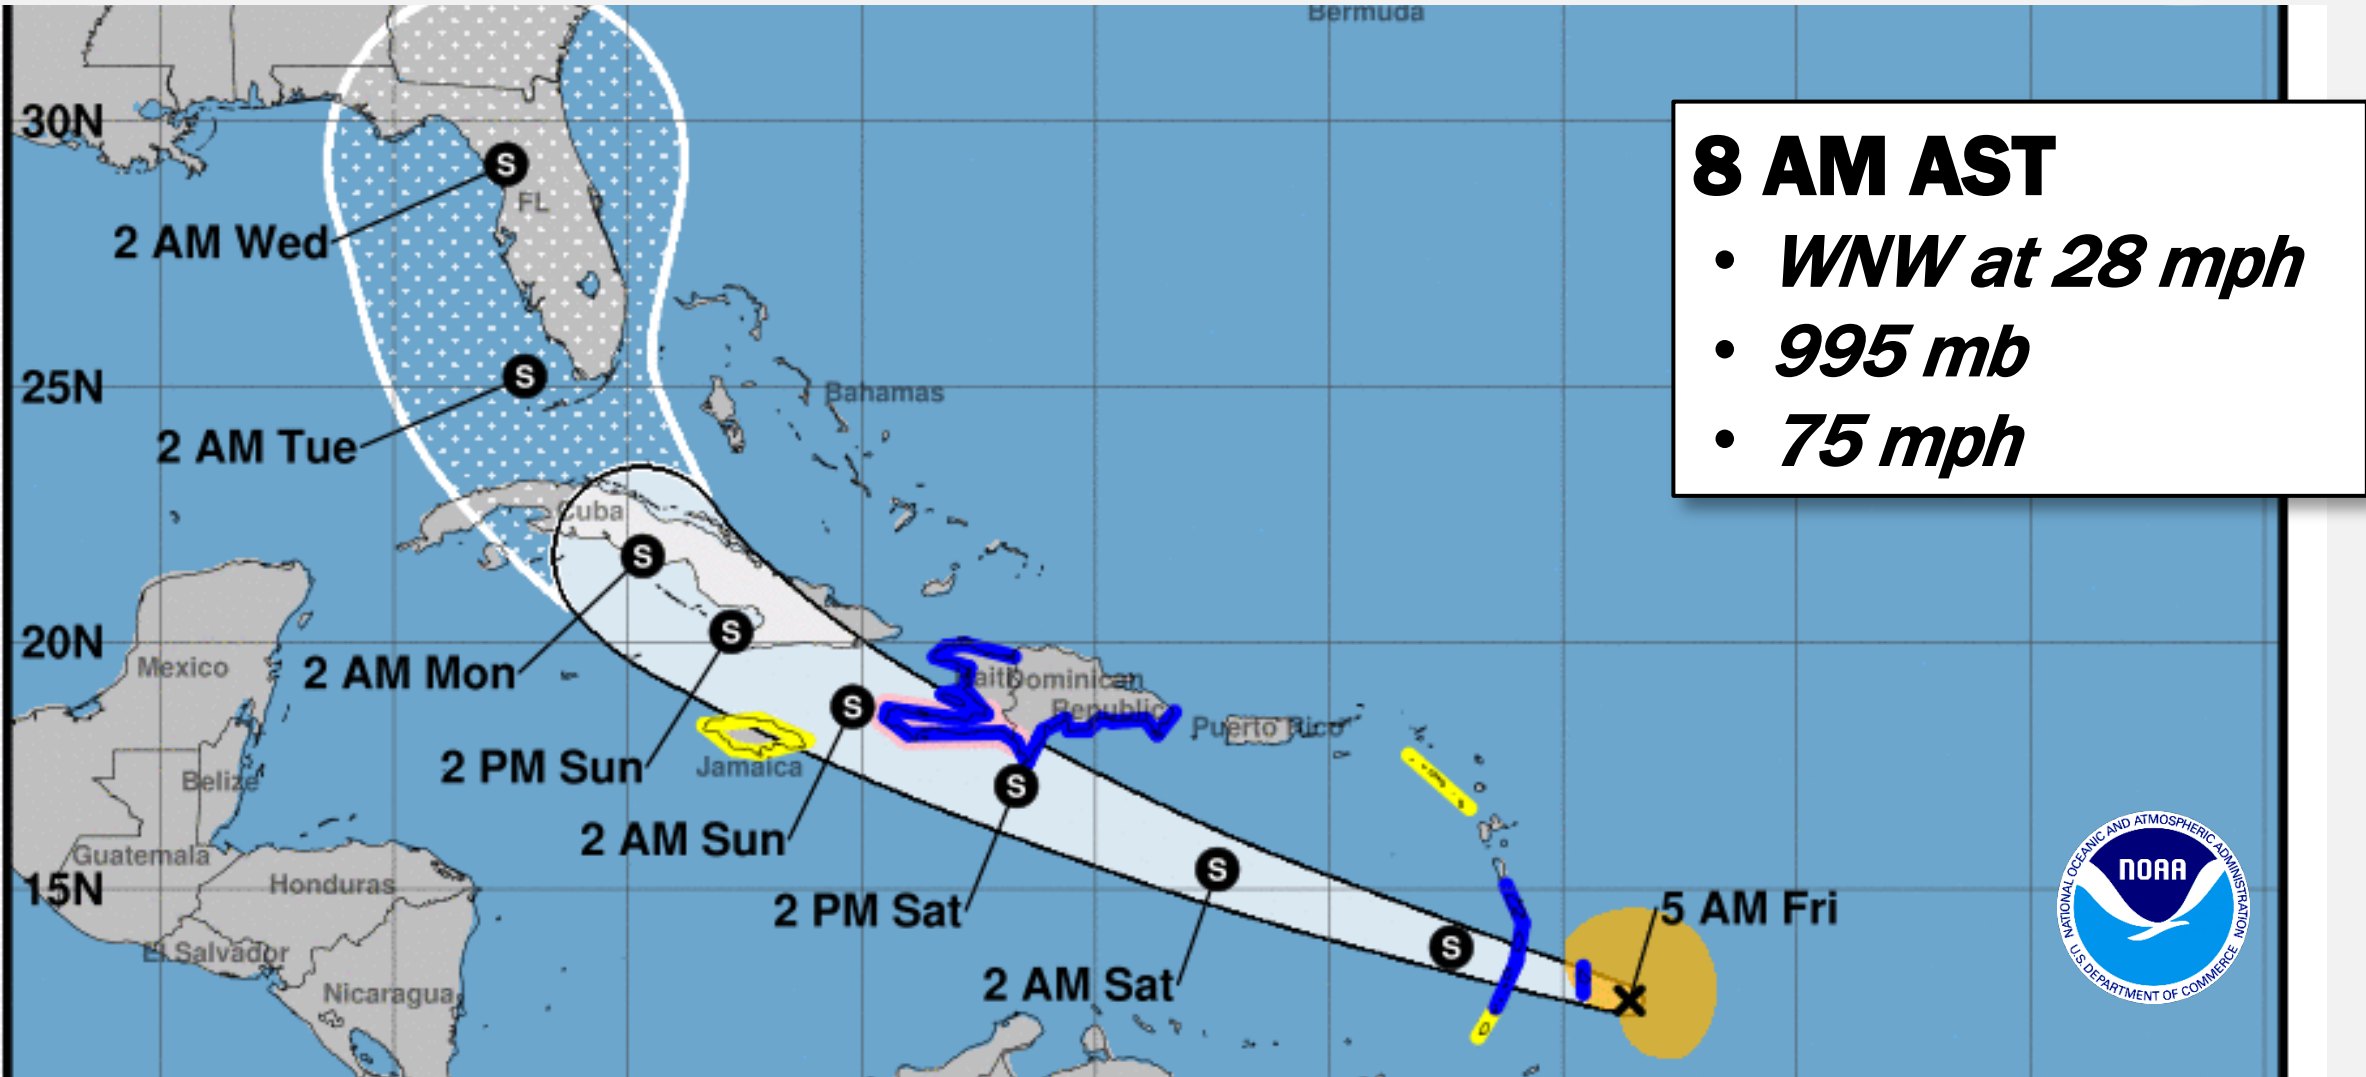 Bermuda
8 AM AST
• WNW at 28 mph
• 995 mb
• 75 mph
30N
S
FL
2 AM Wed
25N
S
Bahamas
2 AM Tue
Cuba
S
20N
S
Mexico
2 AM Mon
Haiti Dominican
Republic
S
Puerto Rico
2 PM Sun
Jamaica
Belize
S
2 AM Sun
Guatemala
S
Honduras
15N
2 PM Sat
5 AM Fri
El Salvador
S
2 AM Sat
Nicaragua
NATIONAL OCEANIC AND ATMOSPHERIC ADMINISTRATION
NOAA
U.S. DEPARTMENT OF COMMERCE